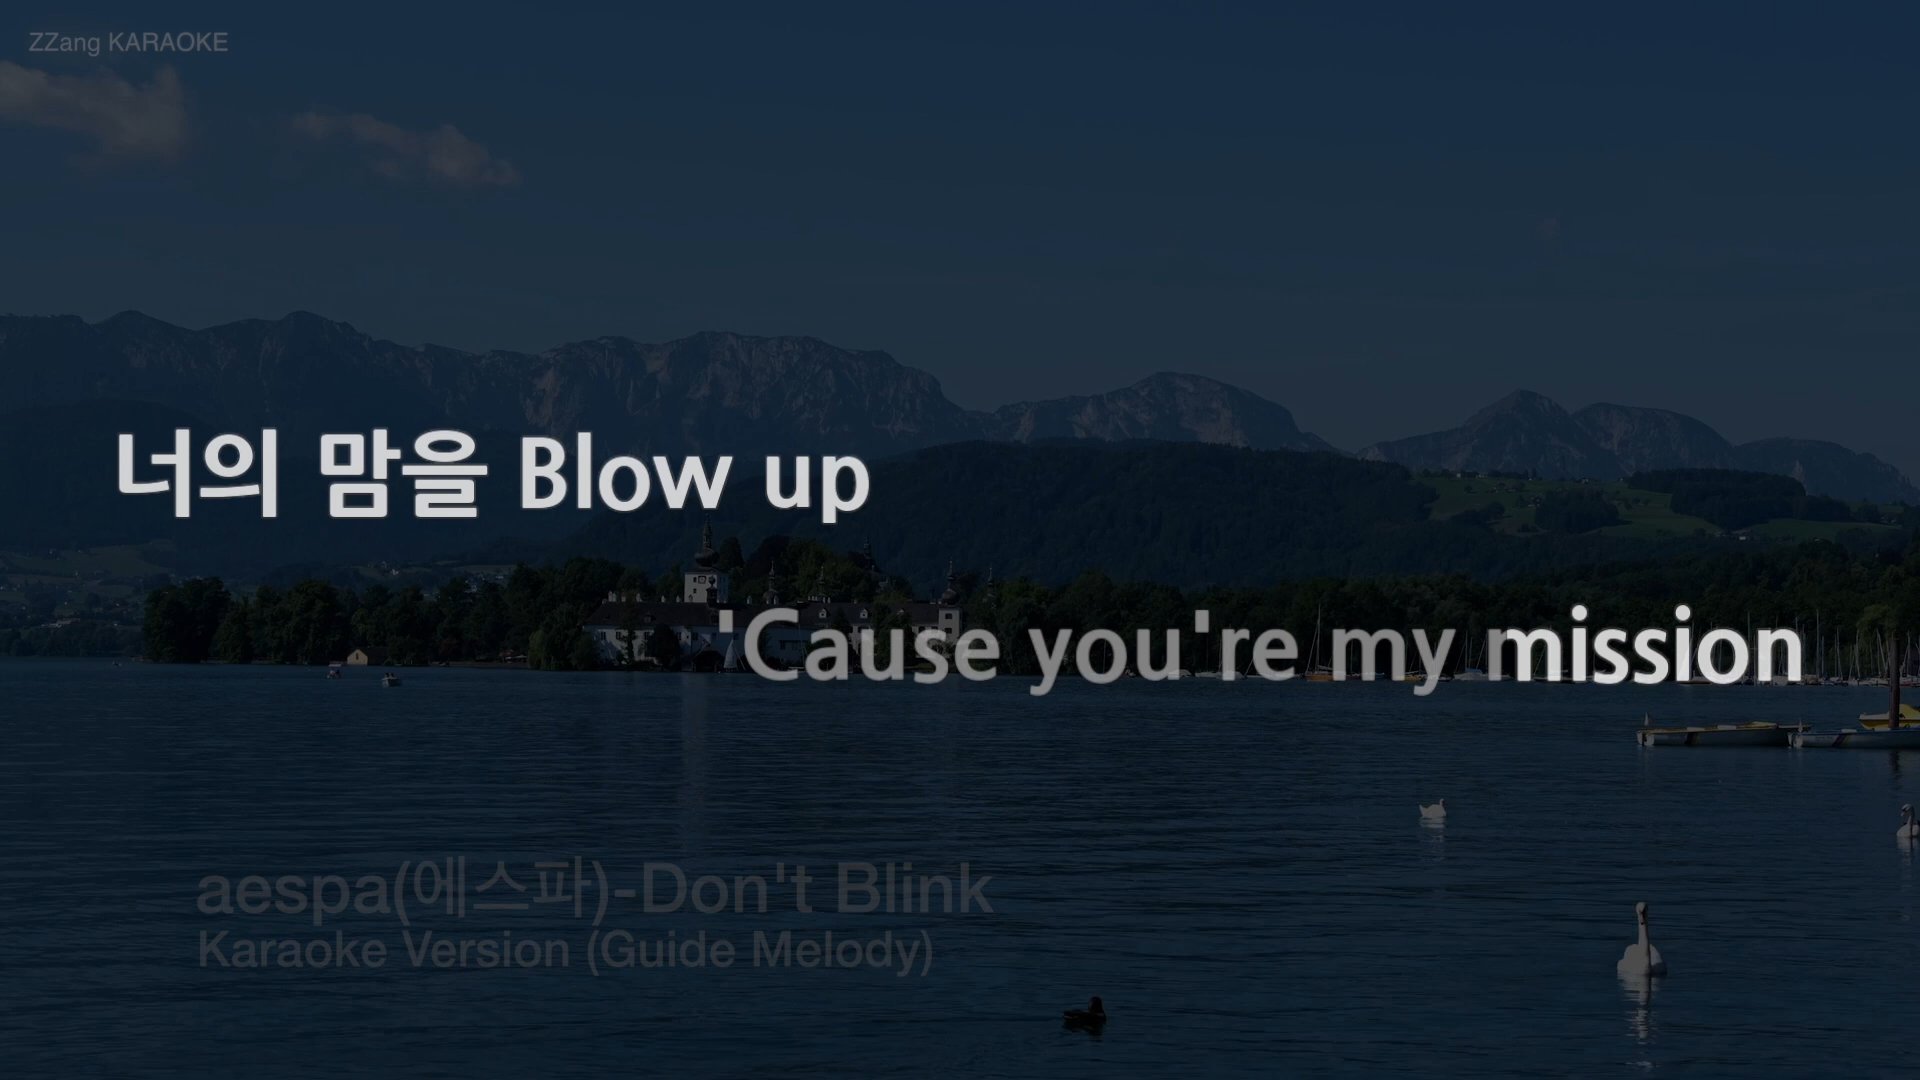 ZZang KARAOKE
너의 맘을 Blow up
'Cause you're my mission
aespa(에스파)-Don't Blink
Karaoke Version (Guide Melody)